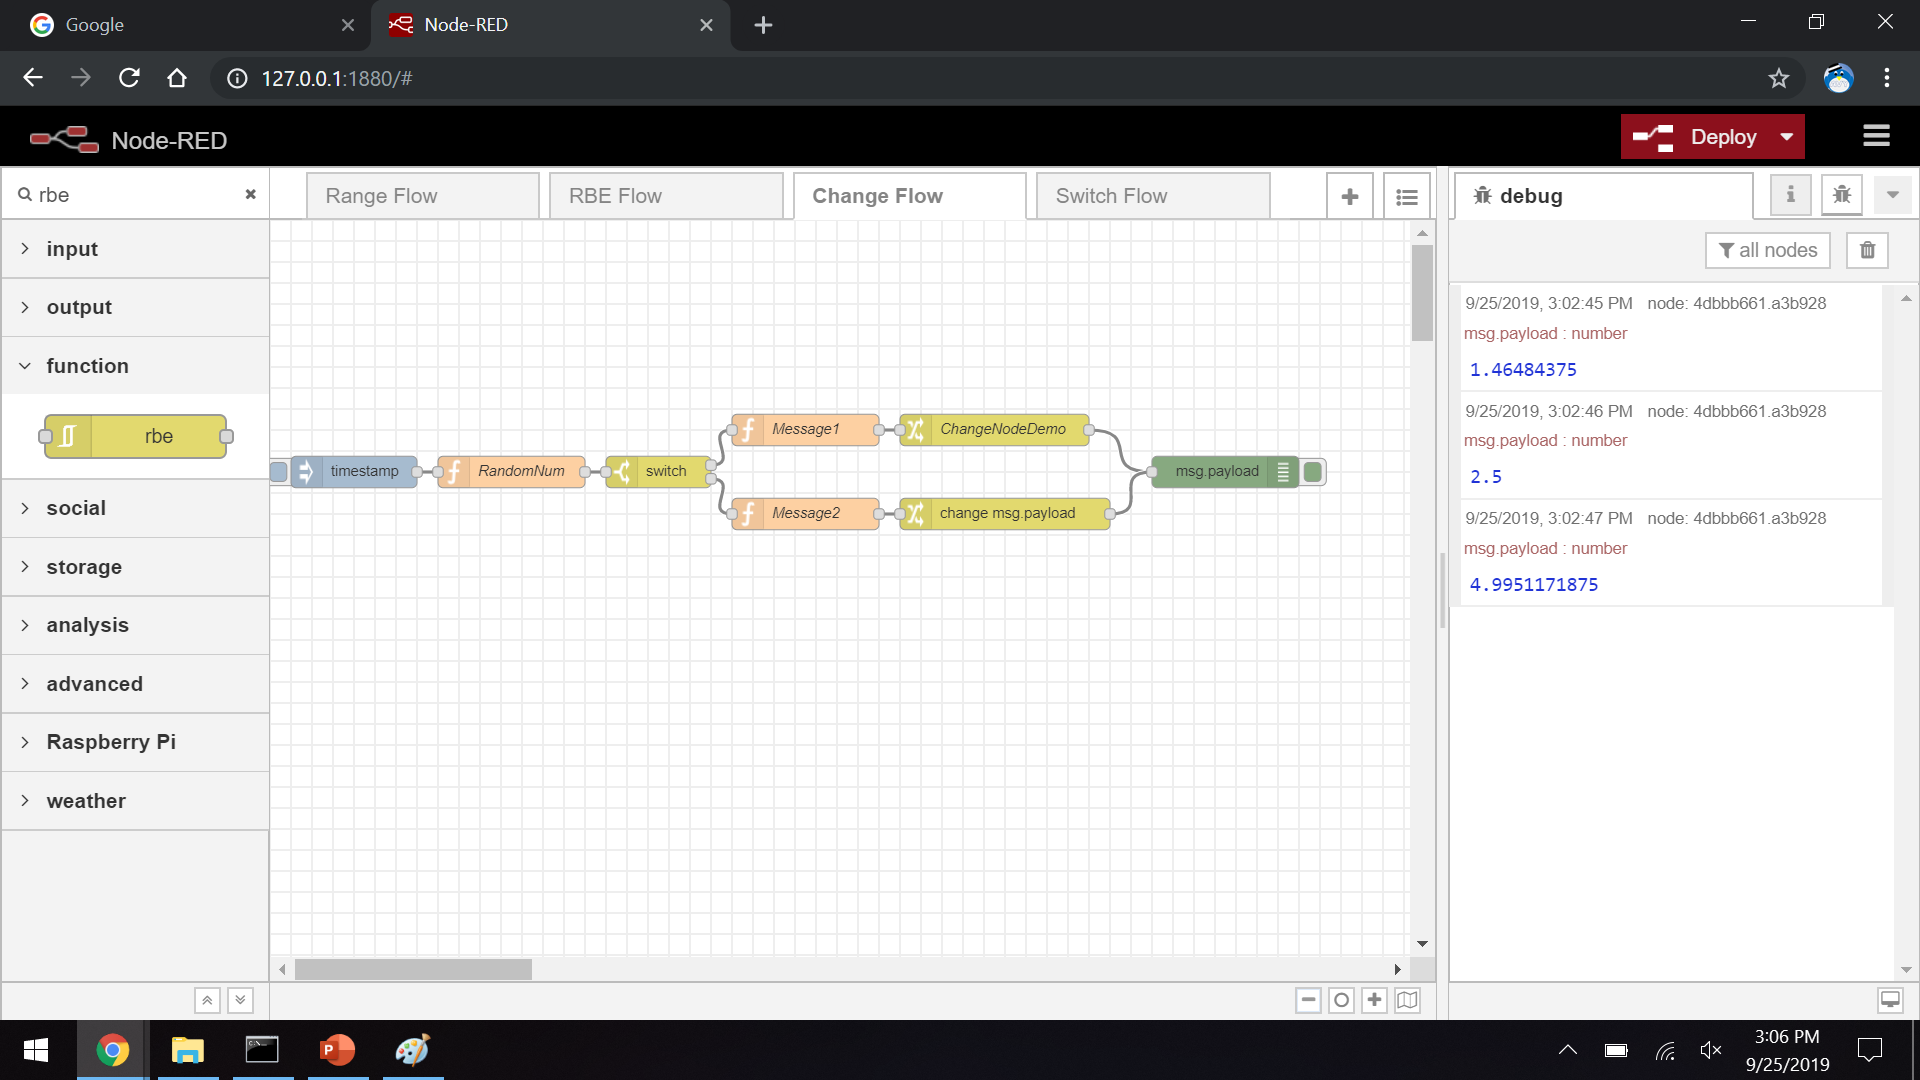 Google
Node-RED
127.0.0.1:1880/#
Node-RED
Deploy
rbe
Range Flow
RBE Flow
Change Flow
Switch Flow
debug
i
all nodes
input
output
function
rbe
social
storage
analysis
advanced
Raspberry Pi
weather
timestamp
RandomNum
switch
Message1
ChangeNodeDemo
Message2
change msg.payload
msg.payload
9/25/2019, 3:02:45 PM node: 4dbbb661.a3b928
msg.payload : number
1.46484375
9/25/2019, 3:02:46 PM node: 4dbbb661.a3b928
msg.payload : number
2.5
9/25/2019, 3:02:47 PM node: 4dbbb661.a3b928
msg.payload : number
4.9951171875
3:06 PM
9/25/2019